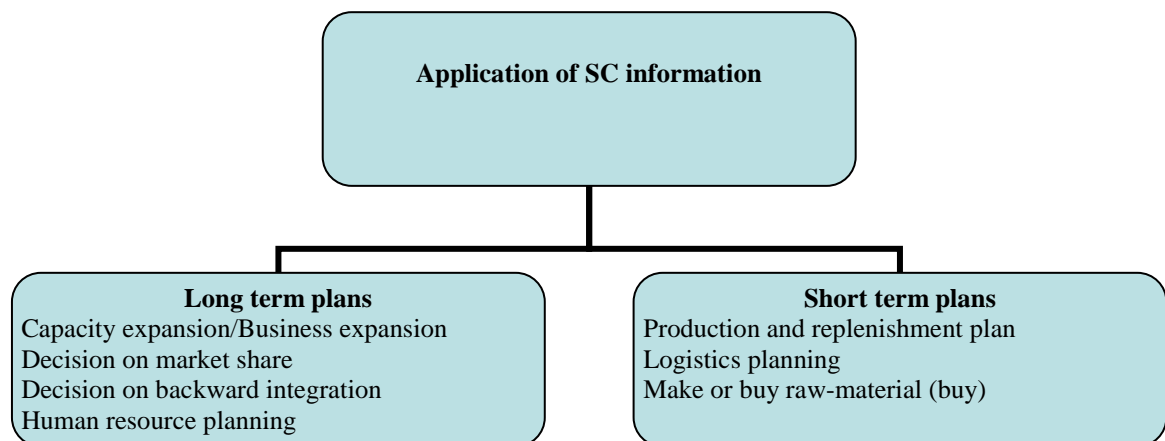 Application of SC information
Long term plans
Capacity expansion/Business expansion
Decision on market share
Decision on backward integration
Human resource planning
Short term plans
Production and replenishment plan
Logistics planning
Make or buy raw-material (buy)